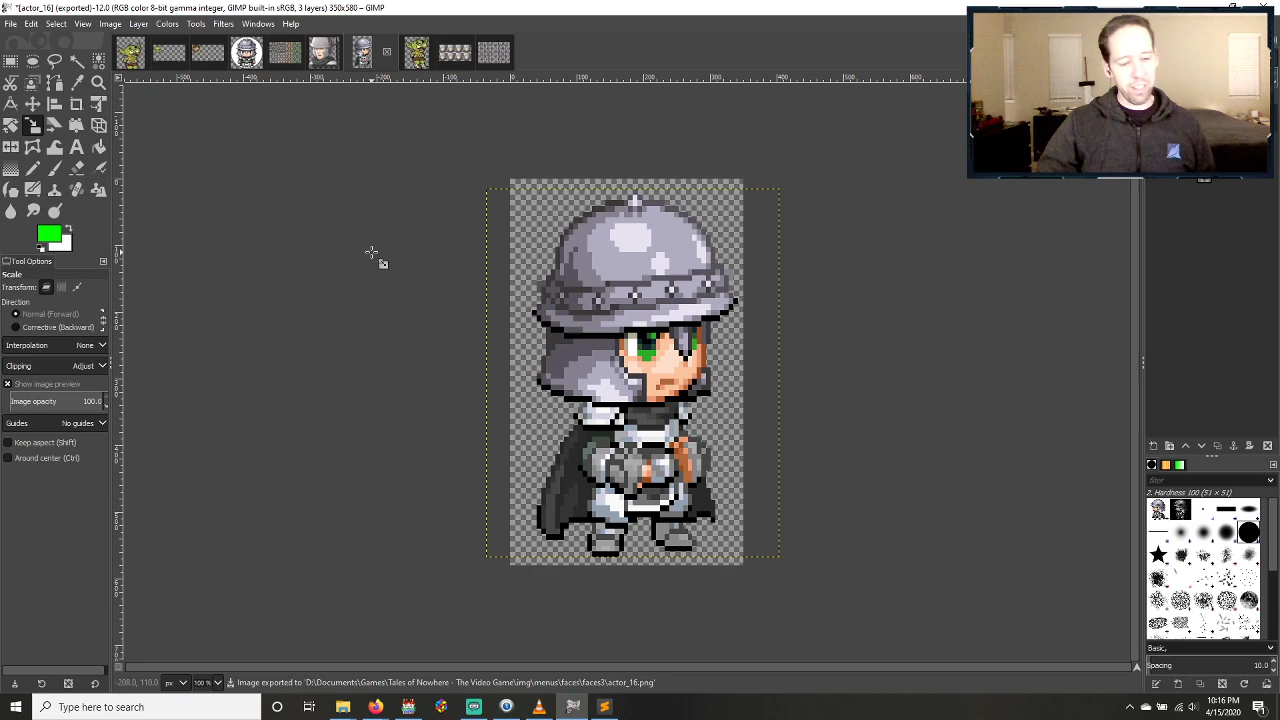 *[actor_16] (exported)-12.0 (RGB color 8-bit gamma integer, GIMP built-in sRGB, 3 layers) 350x580 – GIMP
File Edit Select View Image Layer Colors Tools Filters Windows Help
Tool Options
Scale
Transform:
Direction
Normal (Forward)
Corrective (Backward)
Interpolation None
Clipping Adjust
Show image preview
Image opacity 100.0
Guides No guides
Keep aspect (Shift)
Around center (Ctrl)
filter
2. Hardness 100 (51 × 51)
Basic,
Spacing 10.0
-208.0, 110.0 px 100 % Image exported to 'D:\Documents\Games\Tales of Nowhere - The Video Game\img\menus\faces\faces3\actor_16.png'
Type here to search
10:16 PM
4/15/2020